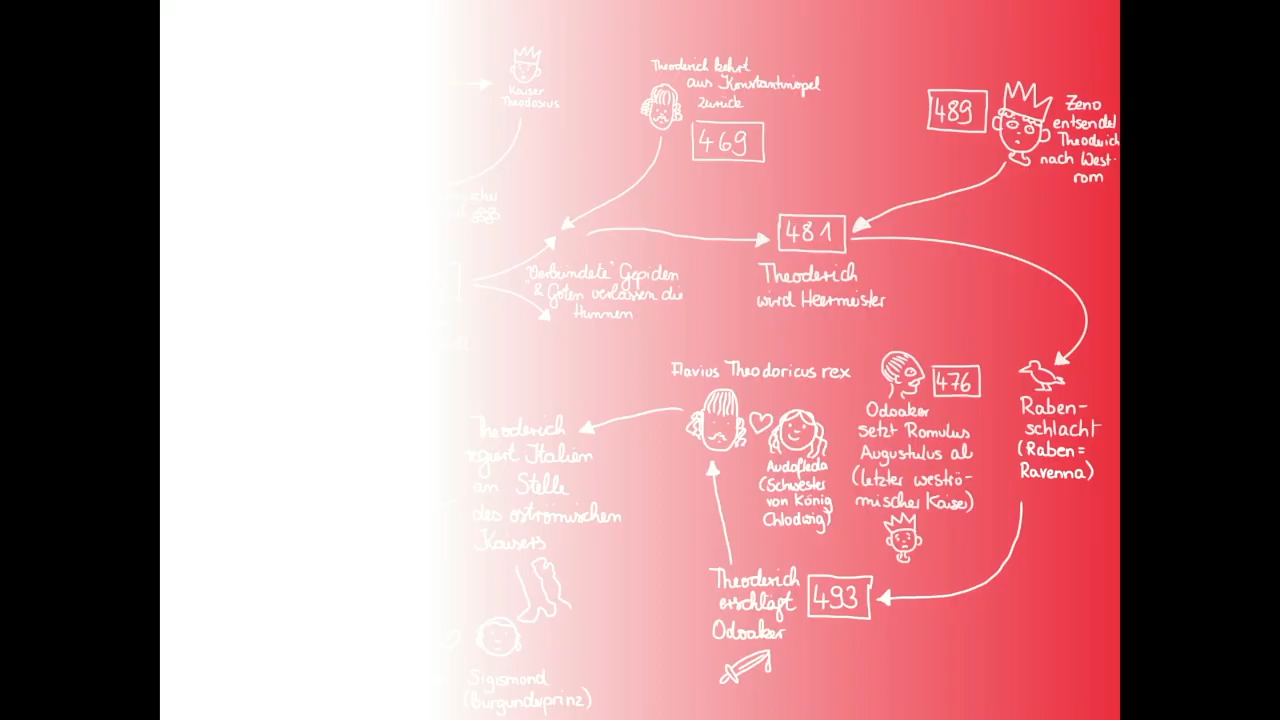 Kaiser
Theodosius
Theoderich kehrt
aus Konstantinopel
zurück
469
489
Zeno
entsendet
Theoderich
nach West-
rom
"Verbündete" Gepiden
& Goten verlassen die
Hunnen
481
Theoderich
wird Heermeister
Raben-
schlacht
(Raben =
Ravenna)
476
Odoaker
setzt Romulus
Augustulus ab
(letzter weströ-
mischer Kaiser)
Flavius Theodoricus rex
Audofleda
(Schwester
von König
Chlodwig)
493
Theoderich
erschlägt
Odoaker
Theoderich
regiert Italien
an Stelle
des oströmischen
Kaisers
Sigismond
(Burgunderprinz)